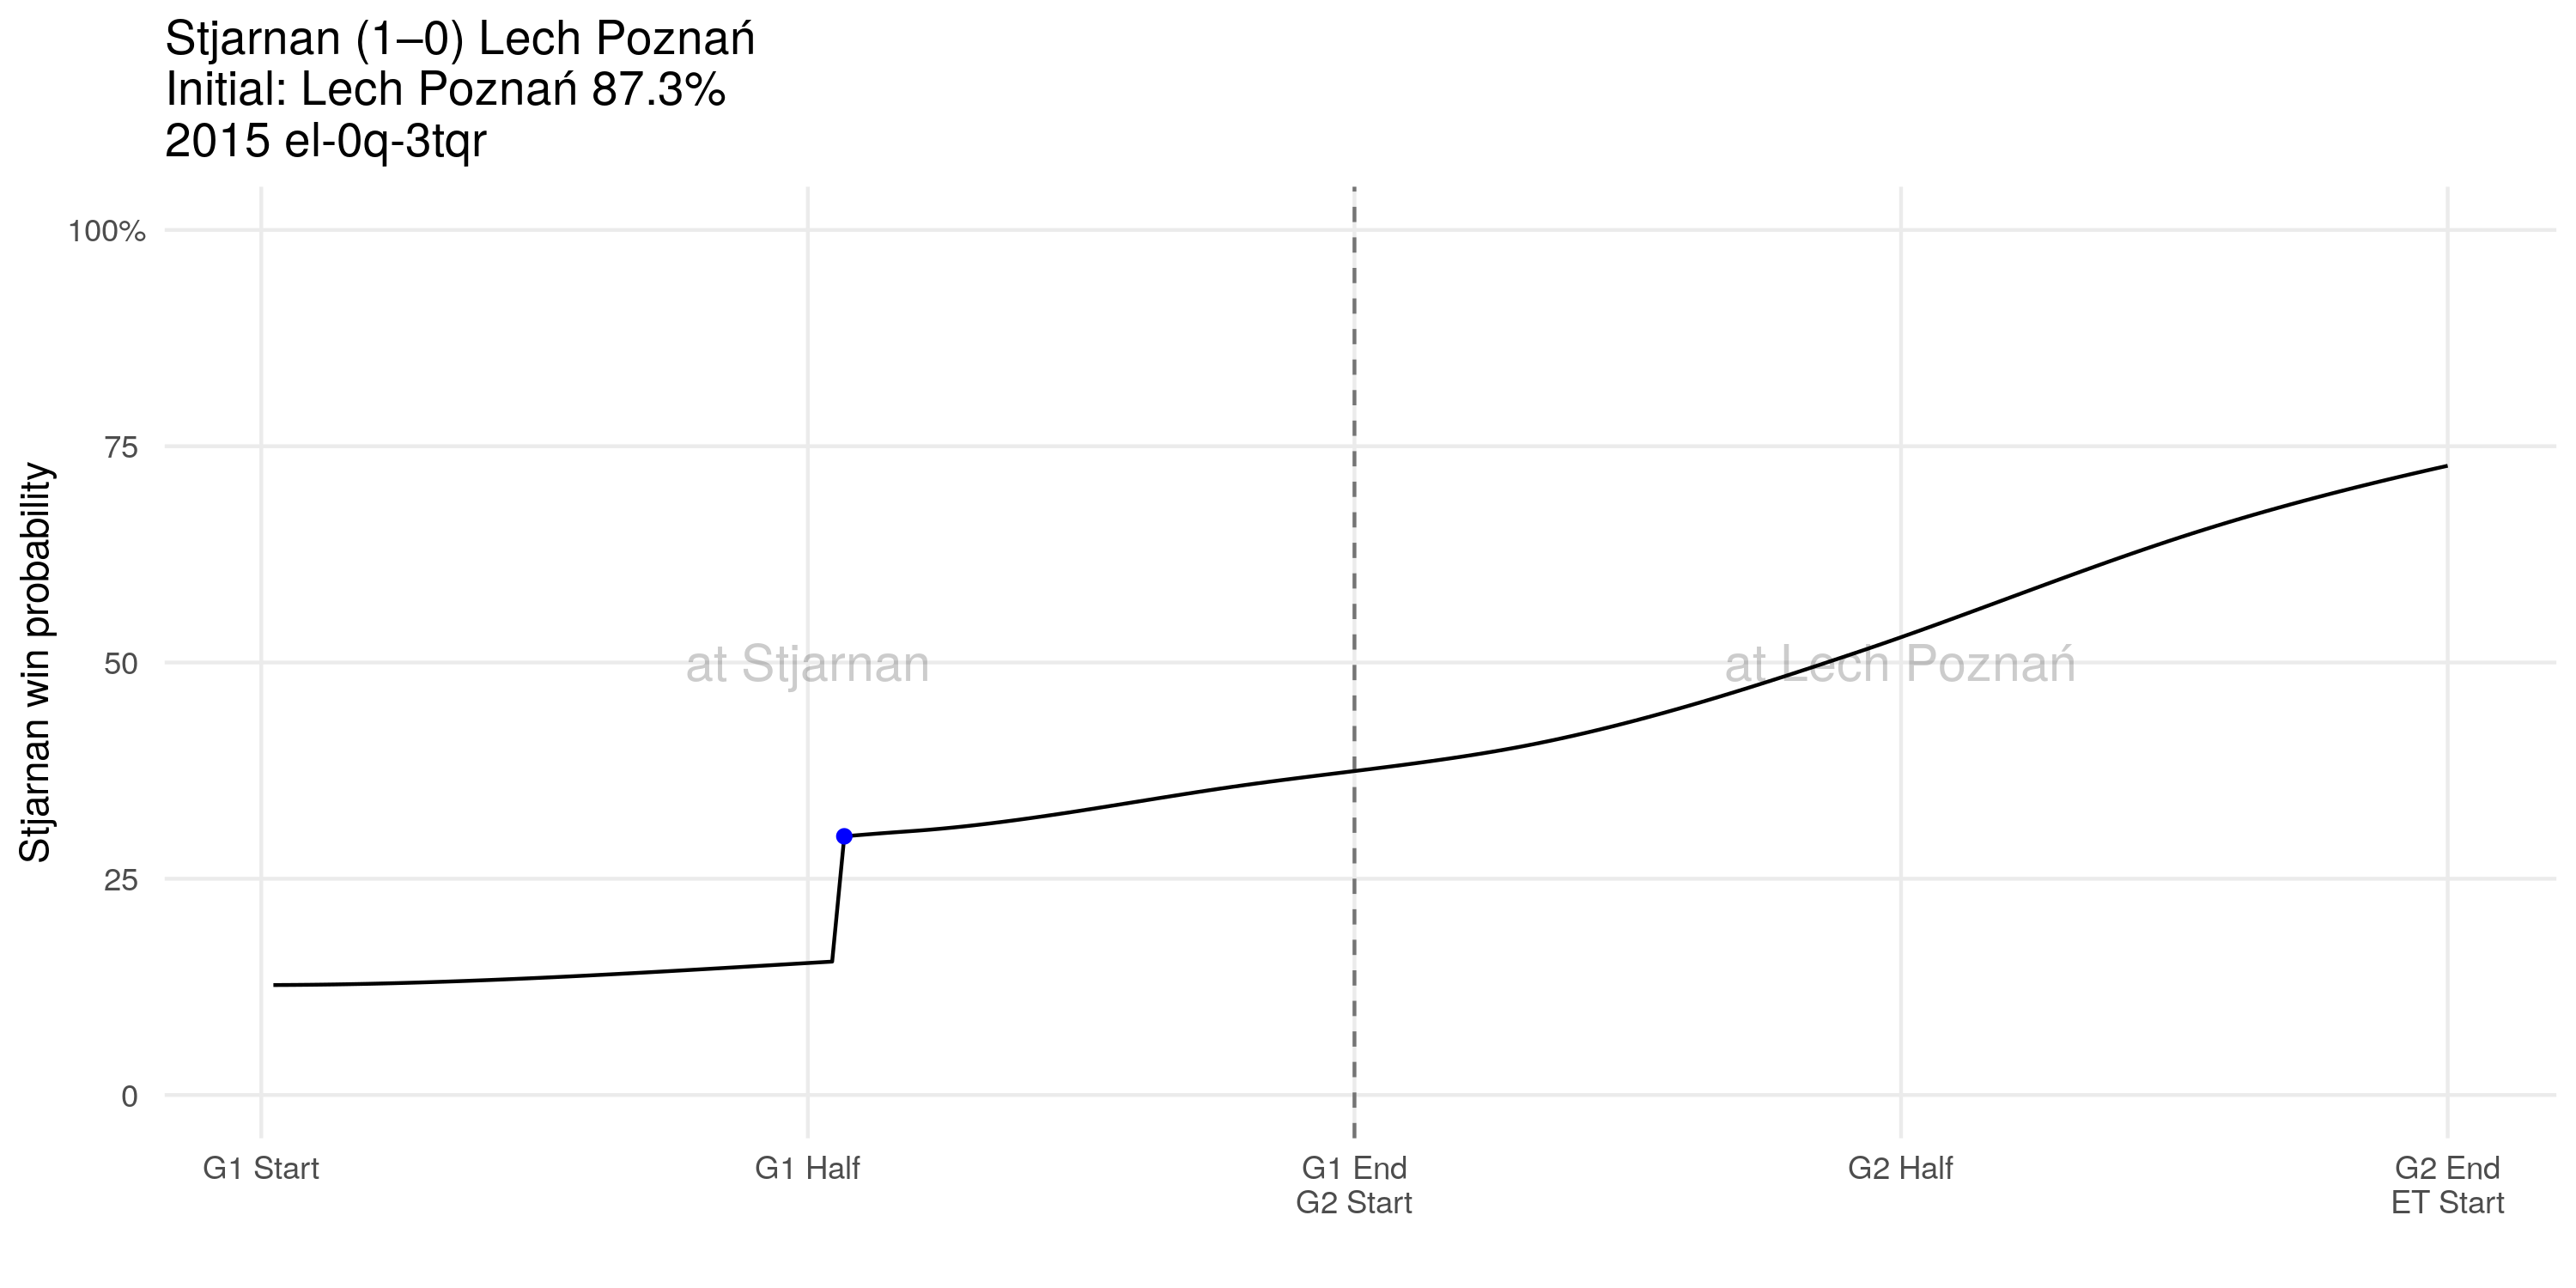 Stjarnan (1–0) Lech Poznań
Initial: Lech Poznań 87.3%
2015 el-0q-3tqr
Stjarnan win probability
100%
75
50
25
0
at Stjarnan
at Lech Poznań
G1 Start
G1 Half
G1 End
G2 Start
G2 Half
G2 End
ET Start